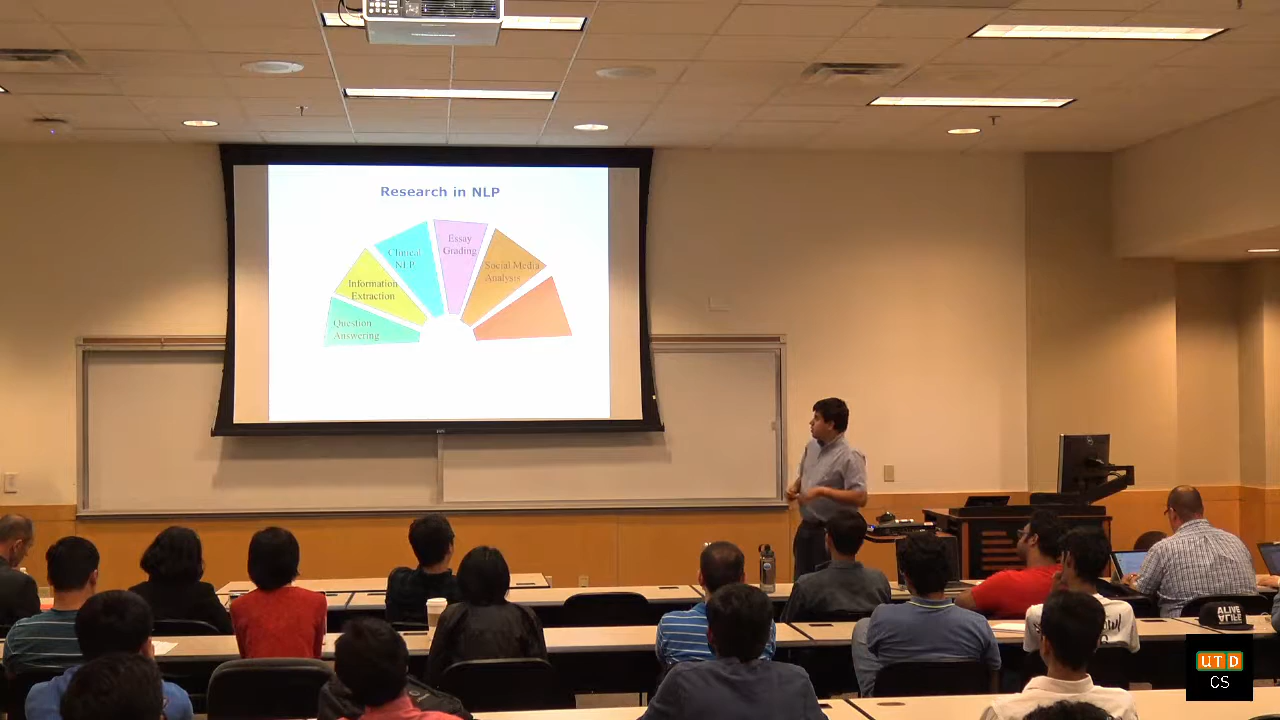 Research in NLP
Essay
Grading
Clinical
NLP
Social Media
Analysis
Information
Extraction
Question
Answering
ALIVE
UTD
CS